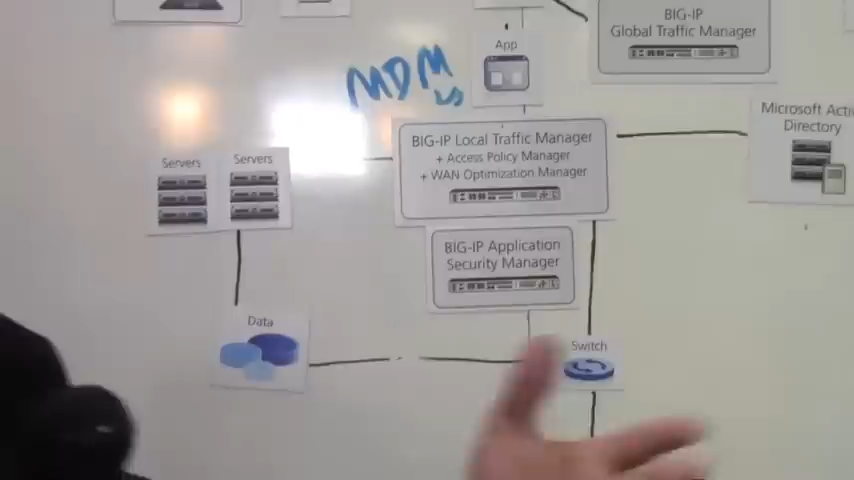 BIG-IP
Global Traffic Manager
App
MDM
Microsoft Acti
Directory
BIG-IP Local Traffic Manager
+ Access Policy Manager
+ WAN Optimization Manager
Servers
Servers
BIG-IP Application
Security Manager
Data
Switch